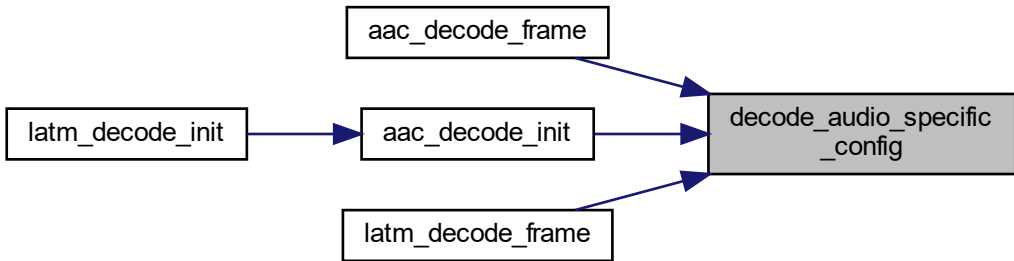 aac_decode_frame
latm_decode_init
aac_decode_init
decode_audio_specific
_config
latm_decode_frame